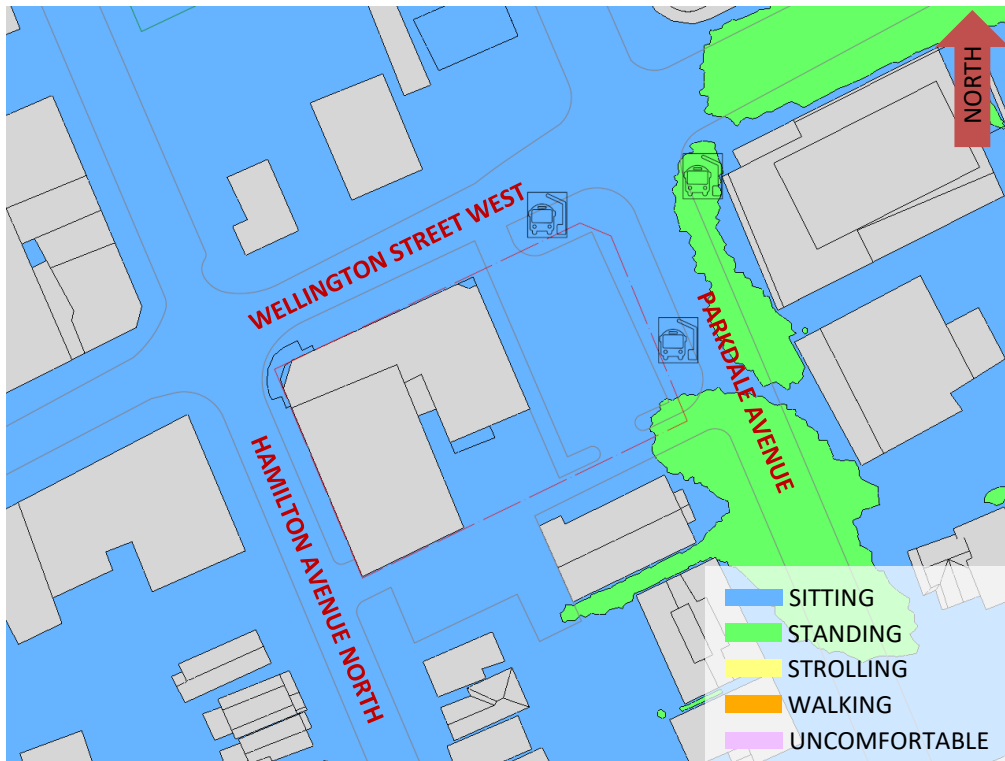 NORTH
WELLINGTON STREET WEST
PARKDALE AVENUE
HAMILTON AVENUE NORTH
SITTING
STANDING
STROLLING
WALKING
UNCOMFORTABLE